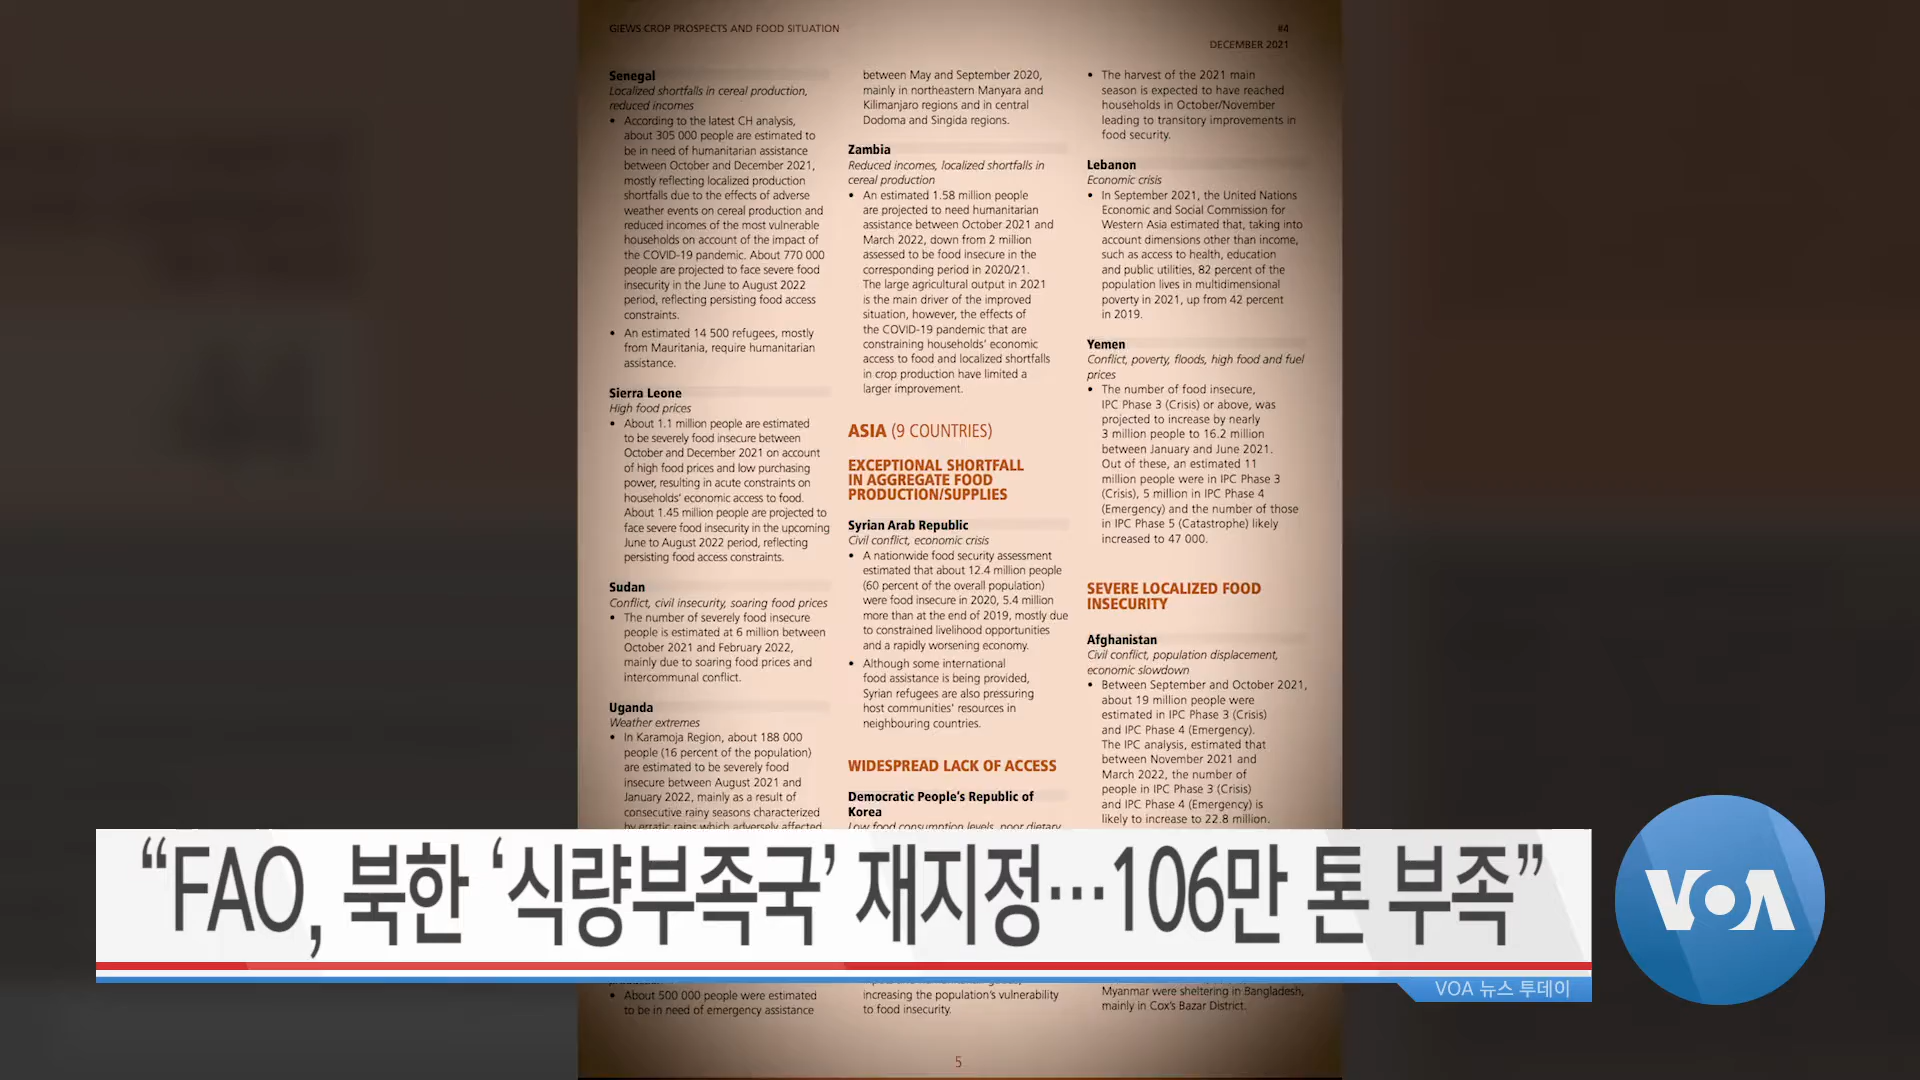 GIEWS CROP PROSPECTS AND FOOD SITUATION
#4
DECEMBER 2021
Senegal
Localized shortfalls in cereal production,
reduced incomes
• According to the latest CH analysis,
about 305 000 people are estimated to
be in need of humanitarian assistance
between October and December 2021,
mostly reflecting localized production
shortfalls due to the effects of adverse
weather events on cereal production and
reduced incomes of the most vulnerable
households on account of the impact of
the COVID-19 pandemic. About 770 000
people are projected to face severe food
insecurity in the June to August 2022
period, reflecting persisting food access
constraints.
• An estimated 14 500 refugees, mostly
from Mauritania, require humanitarian
assistance.
Sierra Leone
High food prices
• About 1.1 million people are estimated
to be severely food insecure between
October and December 2021 on account
of high food prices and low purchasing
power, resulting in acute constraints on
households' economic access to food.
About 1.45 million people are projected to
face severe food insecurity in the upcoming
June to August 2022 period, reflecting
persisting food access constraints.
Sudan
Conflict, civil insecurity, soaring food prices
• The number of severely food insecure
people is estimated at 6 million between
October 2021 and February 2022,
mainly due to soaring food prices and
intercommunal conflict.
Uganda
Weather extremes
• In Karamoja Region, about 188 000
people (16 percent of the population)
are estimated to be severely food
insecure between August 2021 and
January 2022, mainly as a result of
consecutive rainy seasons characterized
by erratic rains which adversely affected
• About 500 000 people were estimated
to be in need of emergency assistance
between May and September 2020,
mainly in northeastern Manyara and
Kilimanjaro regions and in central
Dodoma and Singida regions.
Zambia
Reduced incomes, localized shortfalls in
cereal production
• An estimated 1.58 million people
are projected to need humanitarian
assistance between October 2021 and
March 2022, down from 2 million
assessed to be food insecure in the
corresponding period in 2020/21.
The large agricultural output in 2021
is the main driver of the improved
situation, however, the effects of
the COVID-19 pandemic that are
constraining households' economic
access to food and localized shortfalls
in crop production have limited a
larger improvement.
ASIA (9 COUNTRIES)
EXCEPTIONAL SHORTFALL
IN AGGREGATE FOOD
PRODUCTION/SUPPLIES
Syrian Arab Republic
Civil conflict, economic crisis
• A nationwide food security assessment
estimated that about 12.4 million people
(60 percent of the overall population)
were food insecure in 2020, 5.4 million
more than at the end of 2019, mostly due
to constrained livelihood opportunities
and a rapidly worsening economy.
• Although some international
food assistance is being provided,
Syrian refugees are also pressuring
host communities' resources in
neighbouring countries.
WIDESPREAD LACK OF ACCESS
Democratic People's Republic of
Korea
Low food consumption levels, poor dietary
increasing the population's vulnerability
to food insecurity.
• The harvest of the 2021 main
season is expected to have reached
households in October/November
leading to transitory improvements in
food security.
Lebanon
Economic crisis
• In September 2021, the United Nations
Economic and Social Commission for
Western Asia estimated that, taking into
account dimensions other than income,
such as access to health, education
and public utilities, 82 percent of the
population lives in multidimensional
poverty in 2021, up from 42 percent
in 2019.
Yemen
Conflict, poverty, floods, high food and fuel
prices
• The number of food insecure,
IPC Phase 3 (Crisis) or above, was
projected to increase by nearly
3 million people to 16.2 million
between January and June 2021.
Out of these, an estimated 11
million people were in IPC Phase 3
(Crisis), 5 million in IPC Phase 4
(Emergency) and the number of those
in IPC Phase 5 (Catastrophe) likely
increased to 47 000.
SEVERE LOCALIZED FOOD
INSECURITY
Afghanistan
Civil conflict, population displacement,
economic slowdown
• Between September and October 2021,
about 19 million people were
estimated in IPC Phase 3 (Crisis)
and IPC Phase 4 (Emergency).
The IPC analysis, estimated that
between November 2021 and
March 2022, the number of
people in IPC Phase 3 (Crisis)
and IPC Phase 4 (Emergency) is
likely to increase to 22.8 million.
Myanmar were sheltering in Bangladesh,
mainly in Cox's Bazar District.
5
“FAO, 북한 ‘식량부족국’ 재지정…106만 톤 부족”
VOA 뉴스 투데이
VOA